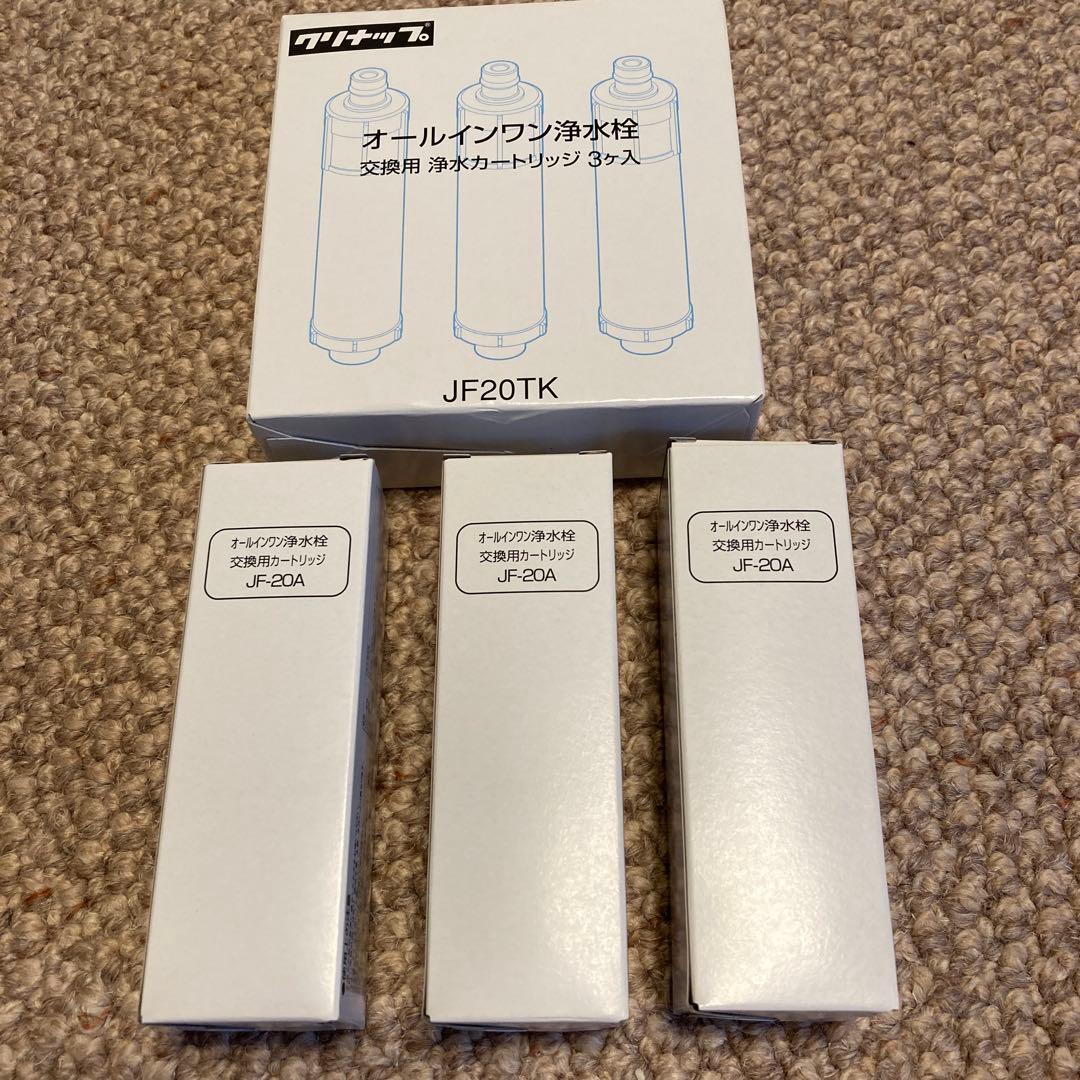 クリナップ®
オールインワン浄水栓
交換用 浄水カートリッジ 3ヶ入
JF20TK
オールインワン浄水栓
交換用カートリッジ
JF-20A
オールインワン浄水栓
交換用カートリッジ
JF-20A
オールインワン浄水栓
交換用カートリッジ
JF-20A